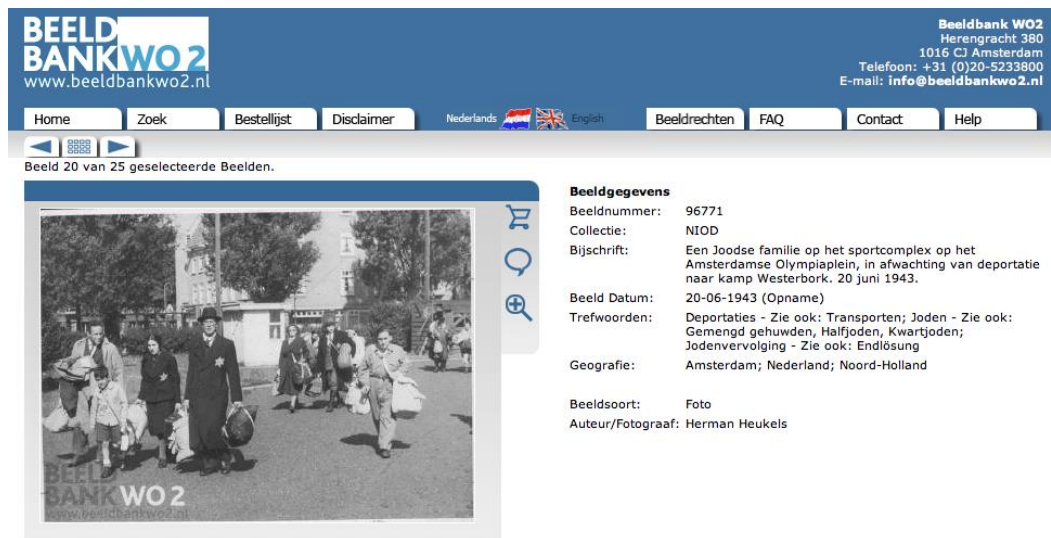 BEELD
BANKWO2
www.beeldbankwo2.nl
Beeldbank WO2
Herengracht 380
1016 CJ Amsterdam
Telefoon: +31 (0)20-5233800
E-mail: info@beeldbankwo2.nl
Home Zoek Bestellijst Disclaimer Nederlands English Beeldrechten FAQ Contact Help
Beeld 20 van 25 geselecteerde Beelden.
Beeldgegevens
Beeldnummer: 96771
Collectie: NIOD
Bijschrift: Een Joodse familie op het sportcomplex op het
Amsterdamse Olympiaplein, in afwachting van deportatie
naar kamp Westerbork. 20 juni 1943.
Beeld Datum: 20-06-1943 (Opname)
Trefwoorden: Deportaties - Zie ook: Transporten; Joden - Zie ook:
Gemengd gehuwden, Halfjoden, Kwartjoden;
Jodenvervolging - Zie ook: Endlösung
Geografie: Amsterdam; Nederland; Noord-Holland
Beeldsoort: Foto
Auteur/Fotograaf: Herman Heukels
BEELD
BANKWO2
www.beeldbankwo2.nl